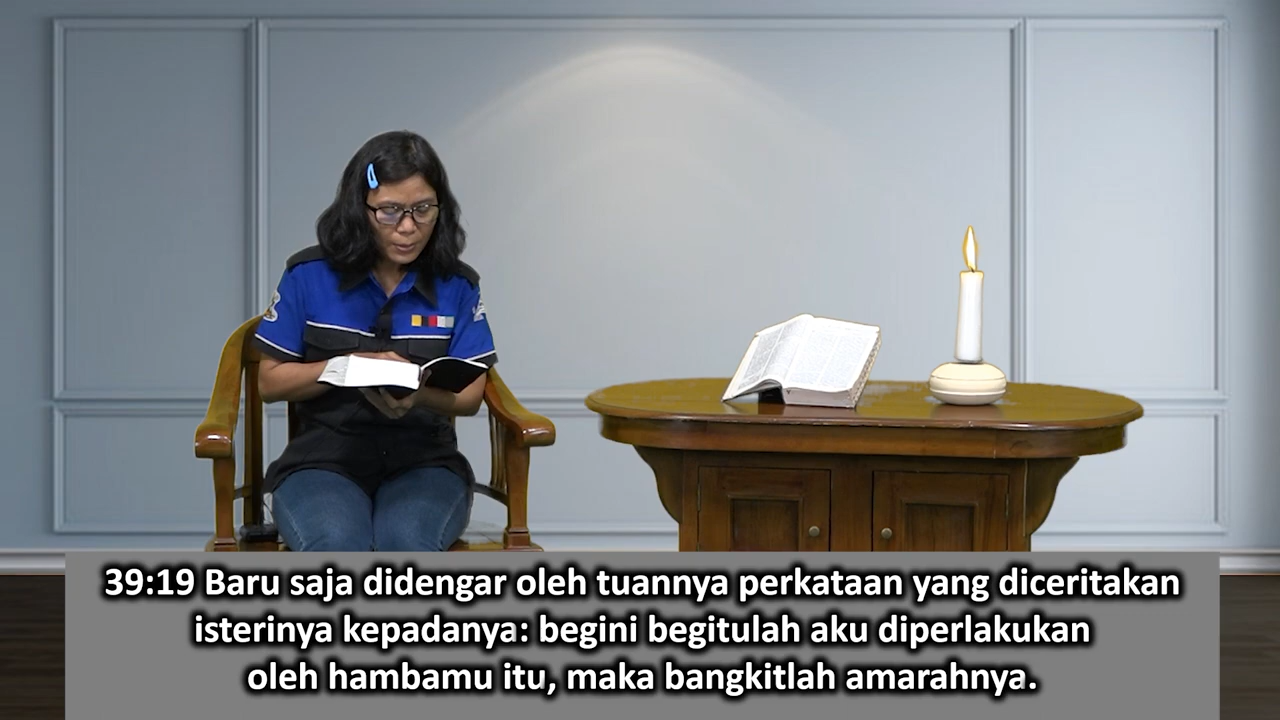 39:19 Baru saja didengar oleh tuannya perkataan yang diceritakan
isterinya kepadanya: begini begitulah aku diperlakukan
oleh hambamu itu, maka bangkitlah amarahnya.